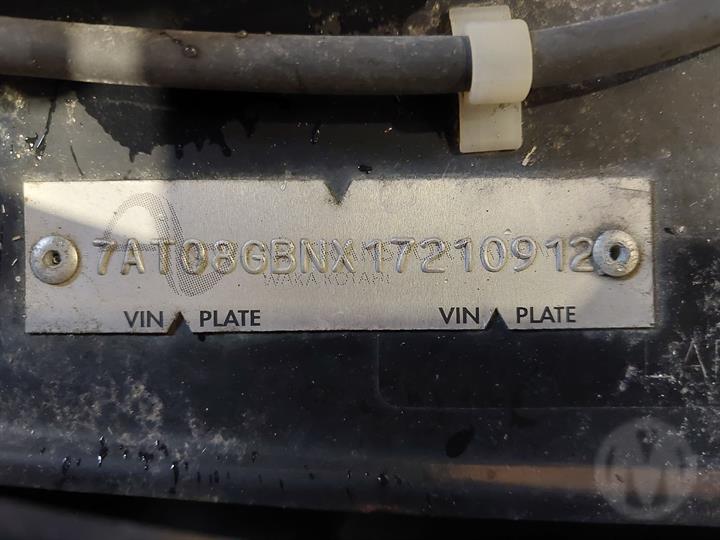 7AT08GBNX17210912
WAKA KOTAHI
VIN PLATE VIN PLATE